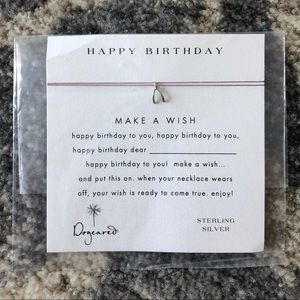 HAPPY BIRTHDAY
MAKE A WISH
happy birthday to you, happy birthday to you,
happy birthday dear ____________
happy birthday to you! make a wish...
and put this on. when your necklace wears
off, your wish is ready to come true. enjoy!
Dogeared
STERLING
SILVER